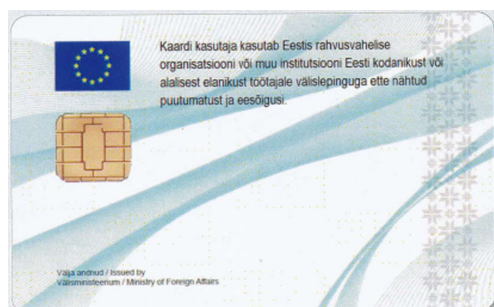 Kaardi kasutaja kasutab Eestis rahvusvahelise
organisatsiooni või muu institutsiooni Eesti kodanikust või
alalisest elanikust töötajale välislepinguga ette nähtud
puutumatust ja eesõigusi.
Välja andnud / Issued by
Välisministeerium / Ministry of Foreign Affairs